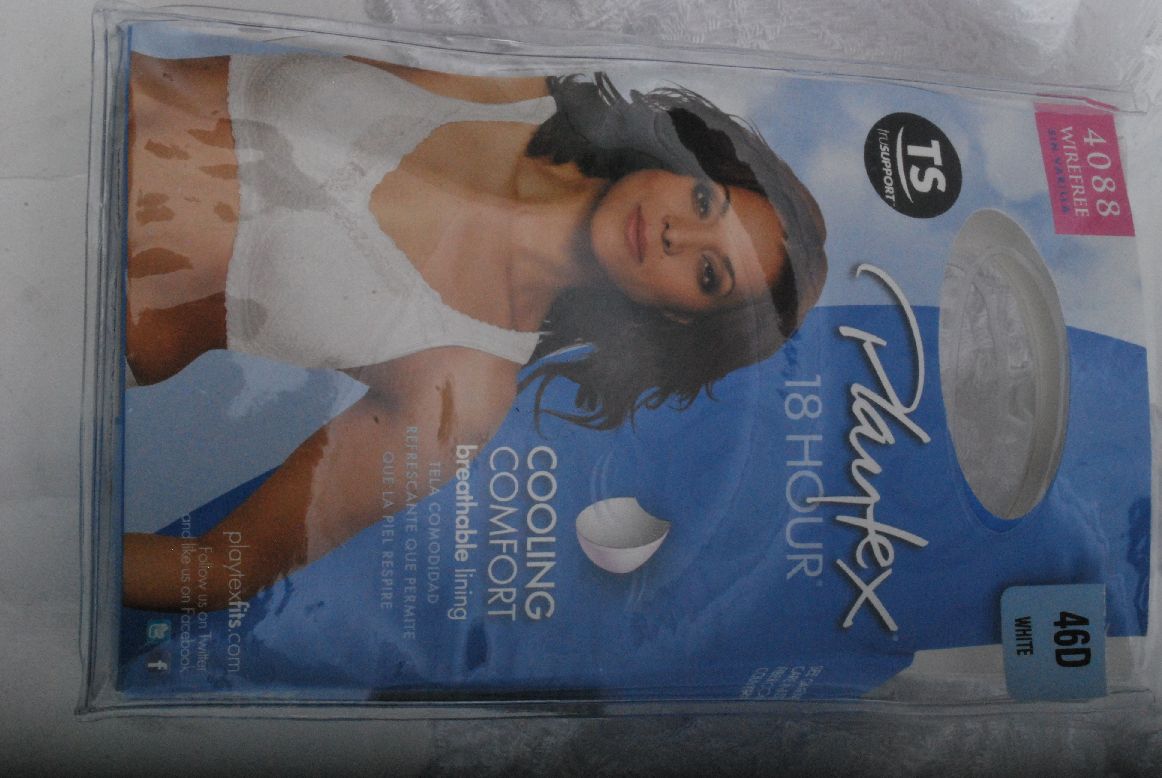 4088
WIREFREE
SIN VARILLA
TS
truSUPPORT
Playtex®
18 HOUR®
46D
WHITE
COOLING
COMFORT
breathable lining
TELA COMODIDAD
REFRESCANTE QUE PERMITE
QUE LA PIEL RESPIRE
playtexfits.com
Follow us on Twitter
and like us on Facebook
f